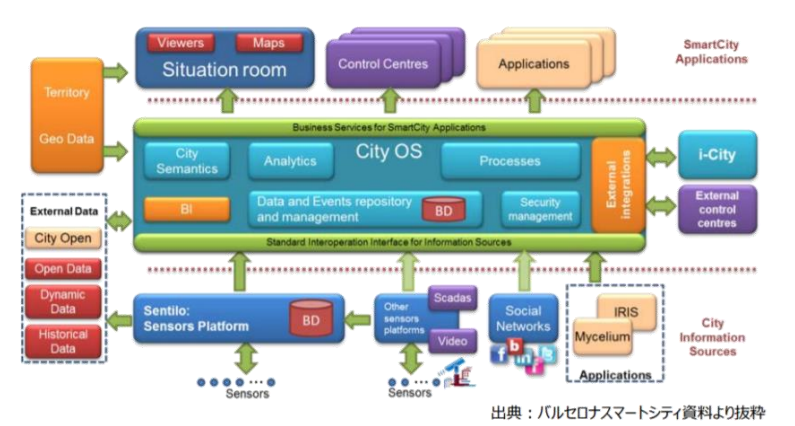 Viewers
Maps
Situation room
Control Centres
Applications
SmartCity
Applications
Territory
Geo Data
Business Services for SmartCity Applications
City OS
City
Semantics
Analytics
Processes
External
integrations
i-City
BI
Data and Events repository
and management
BD
Security
management
External
control
centres
Standard Interoperation Interface for Information Sources
External Data
City Open
Open Data
Dynamic
Data
Historical
Data
Sentilo:
Sensors Platform
BD
Other
sensors
platforms
Scadas
Video
Social
Networks
IRIS
Mycelium
Applications
City
Information
Sources
Sensors
Sensors
出典：バルセロナスマートシティ資料より抜粋